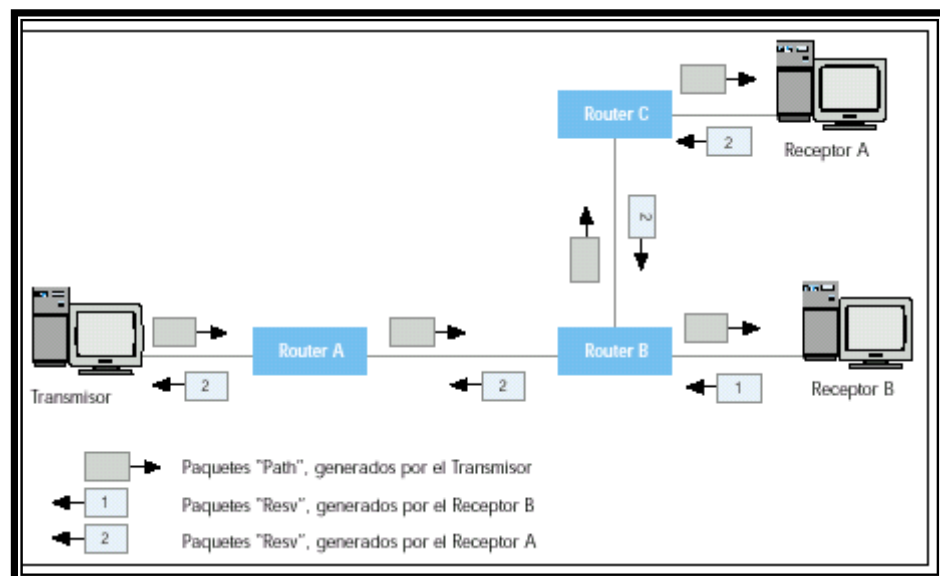 Router C
2
Receptor A
2
Router A
Router B
Transmisor
2
2
1
Receptor B
Paquetes "Path", generados por el Transmisor
1
Paquetes "Resv", generados por el Receptor B
2
Paquetes "Resv", generados por el Receptor A